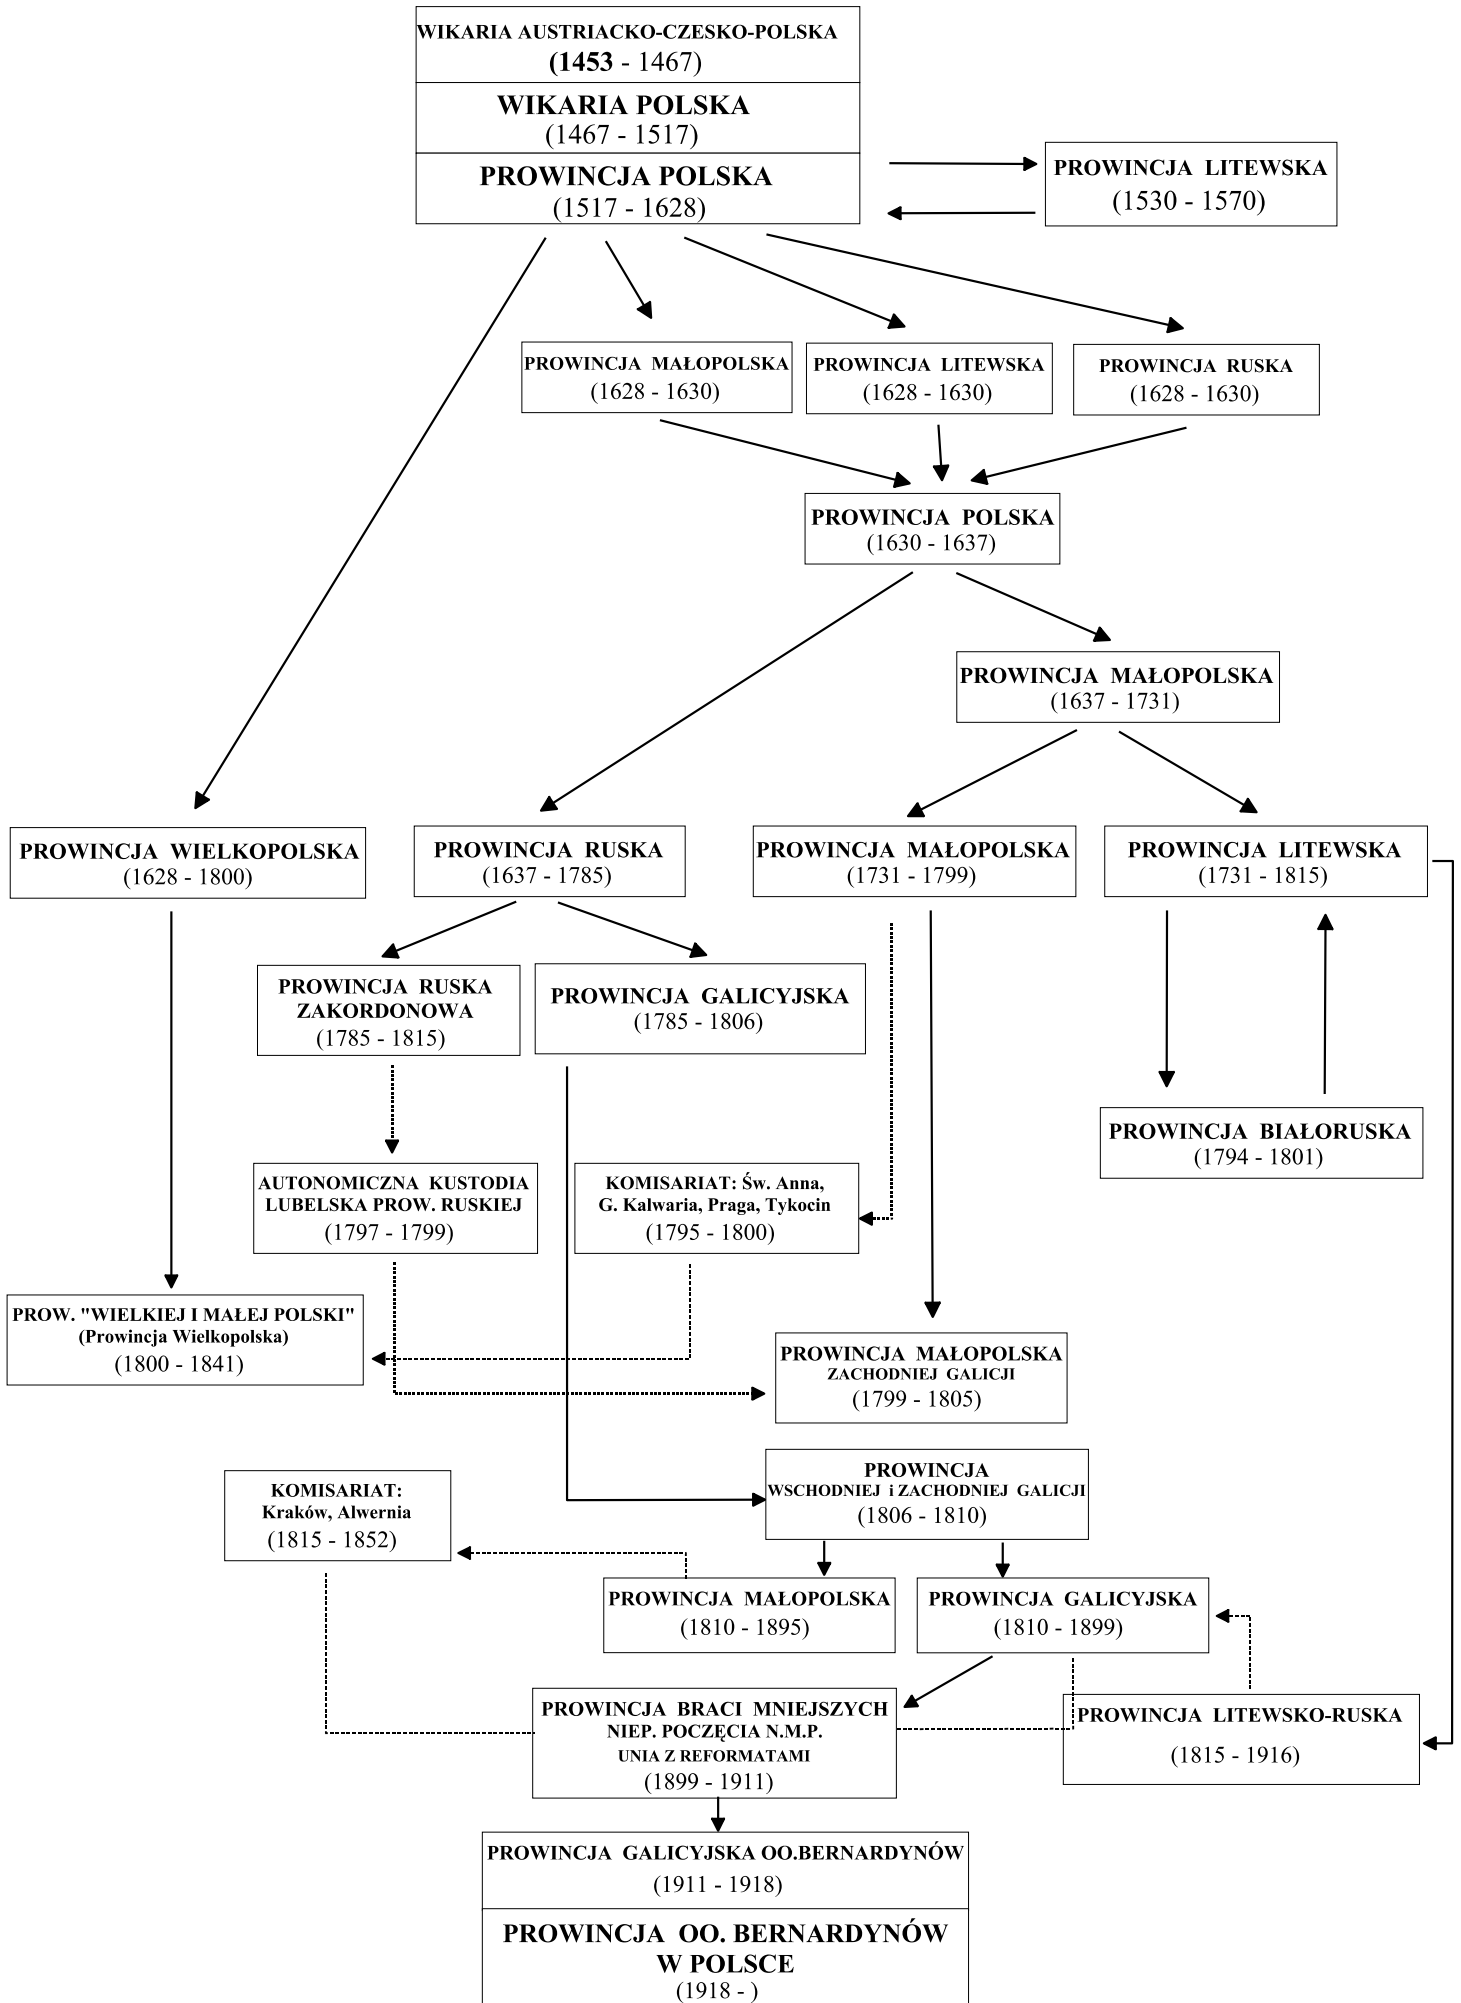 WIKARIA AUSTRIACKO-CZESKO-POLSKA
(1453 - 1467)
WIKARIA POLSKA
(1467 - 1517)
PROWINCJA POLSKA
(1517 - 1628)
PROWINCJA LITEWSKA
(1530 - 1570)
PROWINCJA MAŁOPOLSKA
(1628 - 1630)
PROWINCJA LITEWSKA
(1628 - 1630)
PROWINCJA RUSKA
(1628 - 1630)
PROWINCJA POLSKA
(1630 - 1637)
PROWINCJA MAŁOPOLSKA
(1637 - 1731)
PROWINCJA WIELKOPOLSKA
(1628 - 1800)
PROWINCJA RUSKA
(1637 - 1785)
PROWINCJA MAŁOPOLSKA
(1731 - 1799)
PROWINCJA LITEWSKA
(1731 - 1815)
PROWINCJA RUSKA
ZAKORDONOWA
(1785 - 1815)
PROWINCJA GALICYJSKA
(1785 - 1806)
PROWINCJA BIAŁORUSKA
(1794 - 1801)
AUTONOMICZNA KUSTODIA
LUBELSKA PROW. RUSKIEJ
(1797 - 1799)
KOMISARIAT: Św. Anna,
G. Kalwaria, Praga, Tykocin
(1795 - 1800)
PROW. "WIELKIEJ I MAŁEJ POLSKI"
(Prowincja Wielkopolska)
(1800 - 1841)
PROWINCJA MAŁOPOLSKA
ZACHODNIEJ GALICJI
(1799 - 1805)
PROWINCJA
WSCHODNIEJ i ZACHODNIEJ GALICJI
(1806 - 1810)
KOMISARIAT:
Kraków, Alwernia
(1815 - 1852)
PROWINCJA MAŁOPOLSKA
(1810 - 1895)
PROWINCJA GALICYJSKA
(1810 - 1899)
PROWINCJA BRACI MNIEJSZYCH
NIEP. POCZĘCIA N.M.P.
UNIA Z REFORMATAMI
(1899 - 1911)
PROWINCJA LITEWSKO-RUSKA
(1815 - 1916)
PROWINCJA GALICYJSKA OO.BERNARDYNÓW
(1911 - 1918)
PROWINCJA OO. BERNARDYNÓW
W POLSCE
(1918 - )